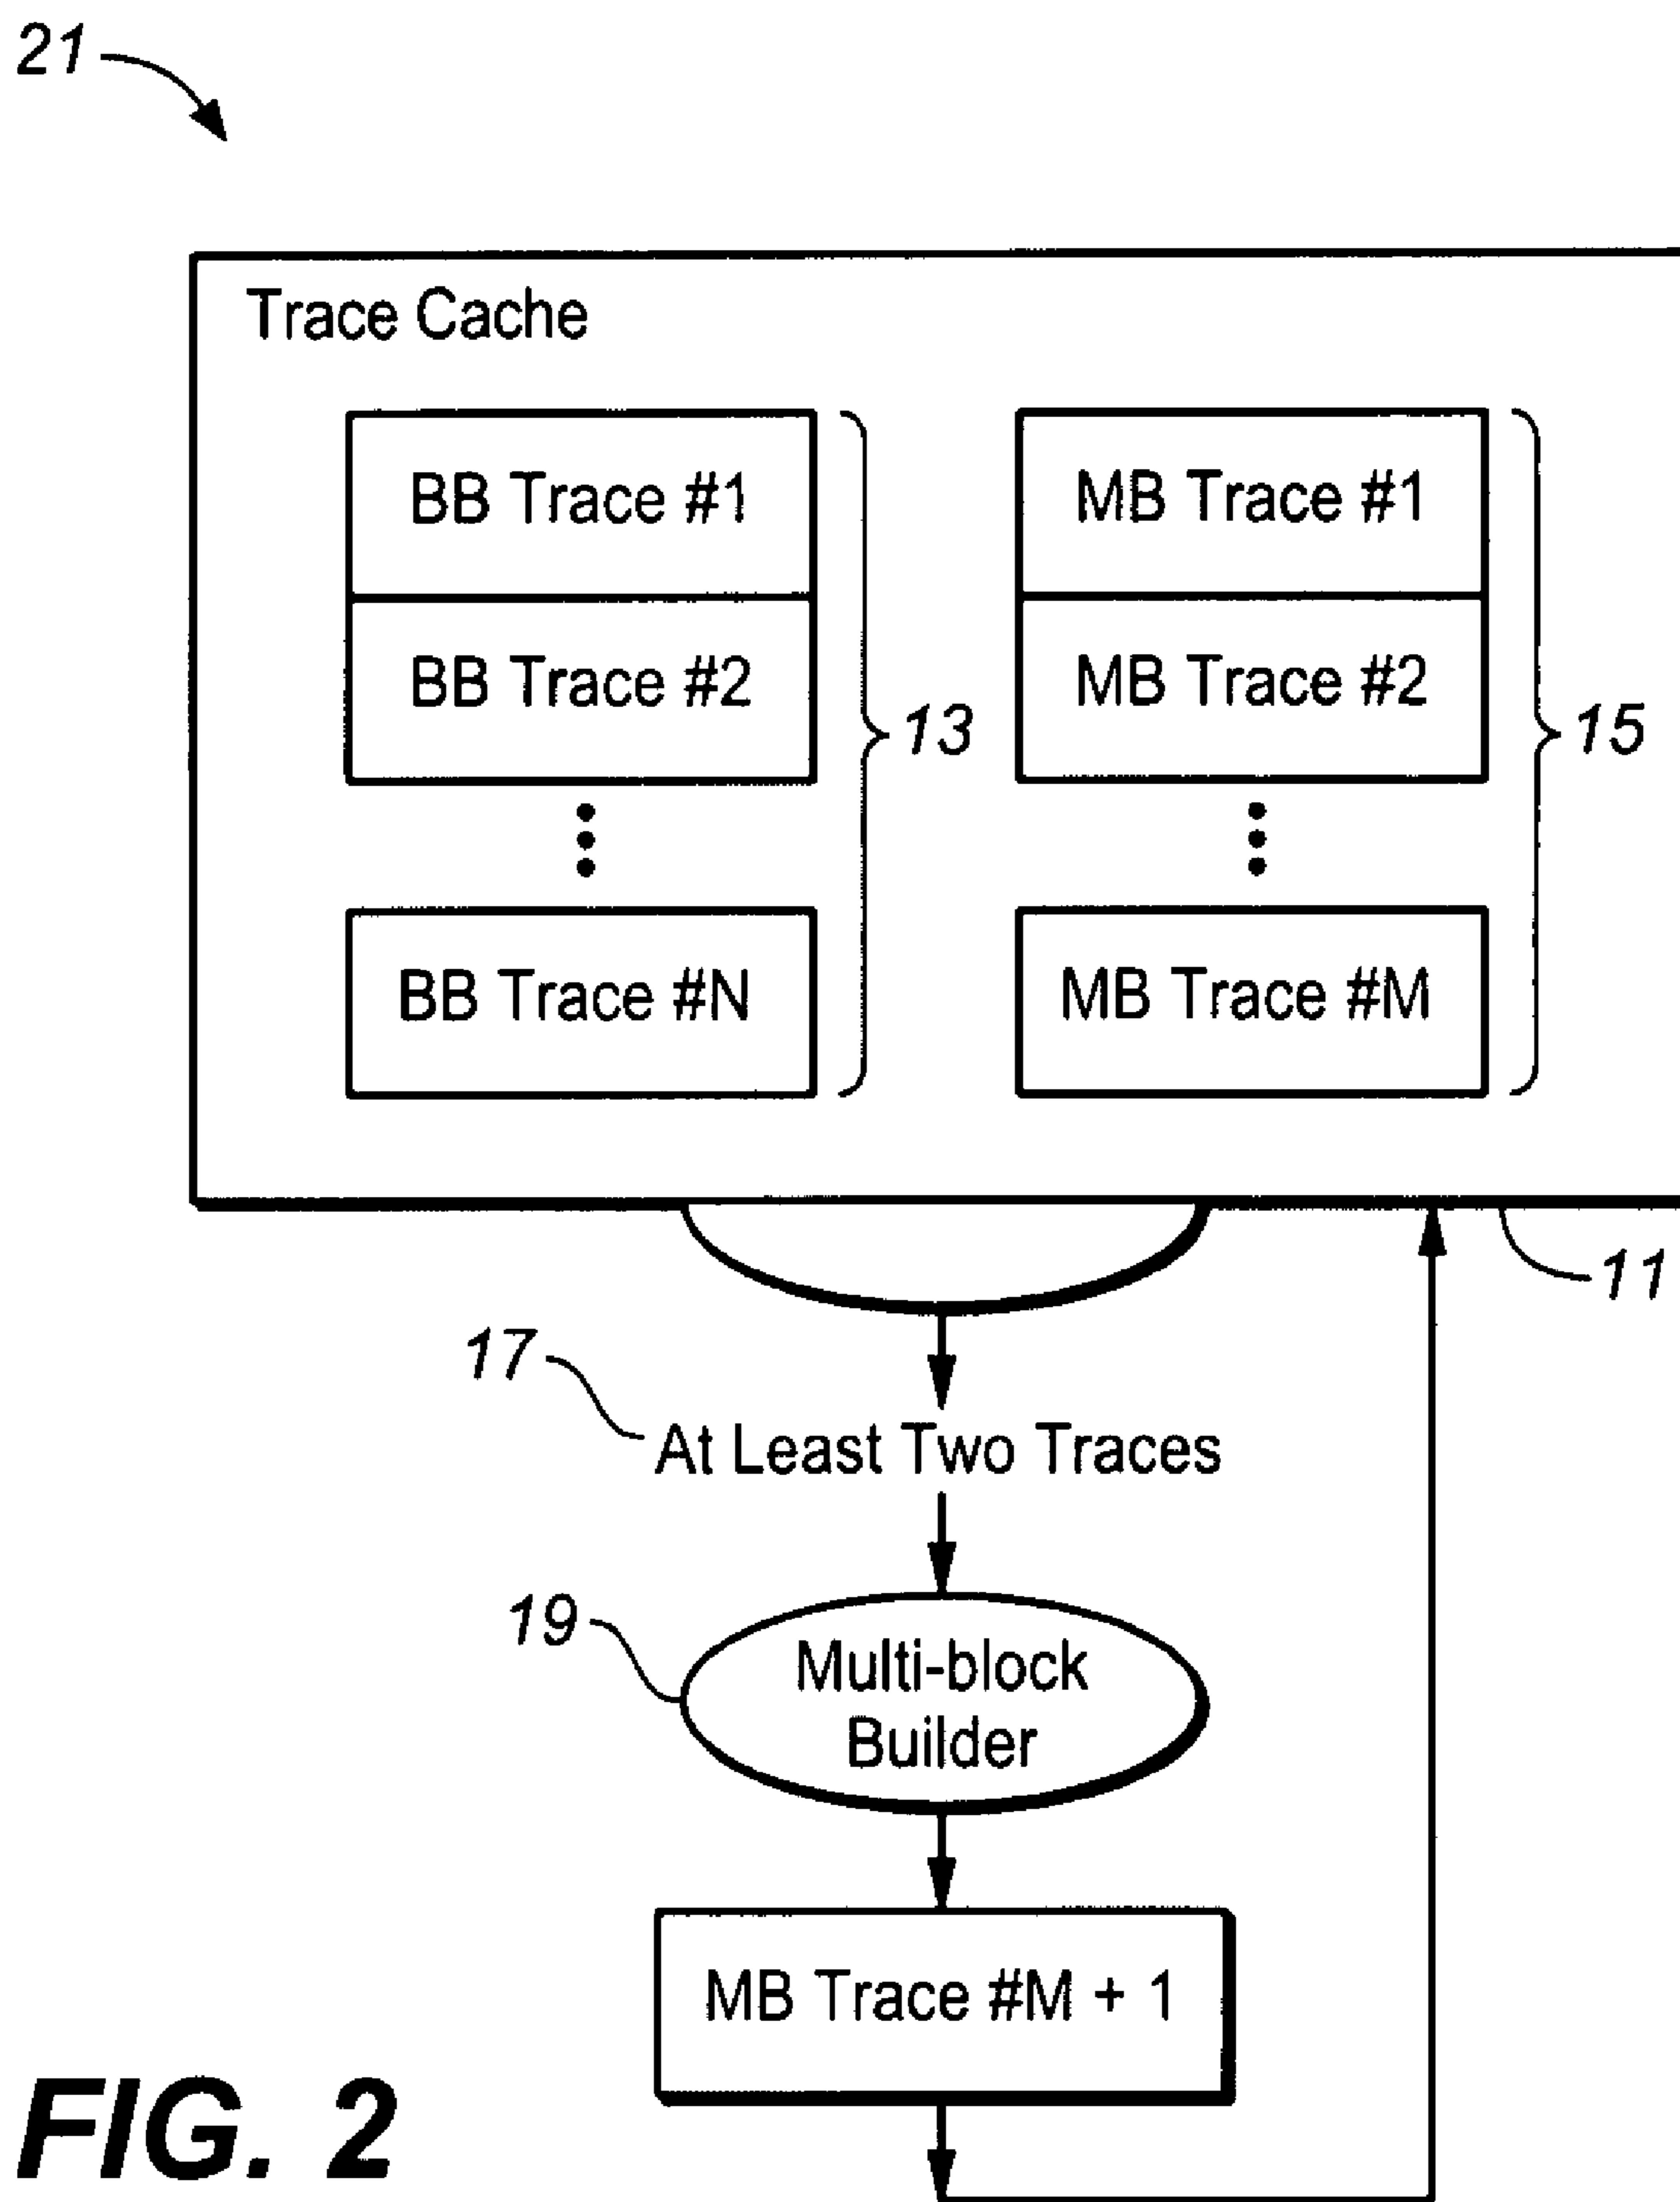 21
Trace Cache
BB Trace #1
MB Trace #1
BB Trace #2
MB Trace #2
13
15
BB Trace #N
MB Trace #M
11
17
At Least Two Traces
19
Multi-block
Builder
MB Trace #M + 1
FIG. 2